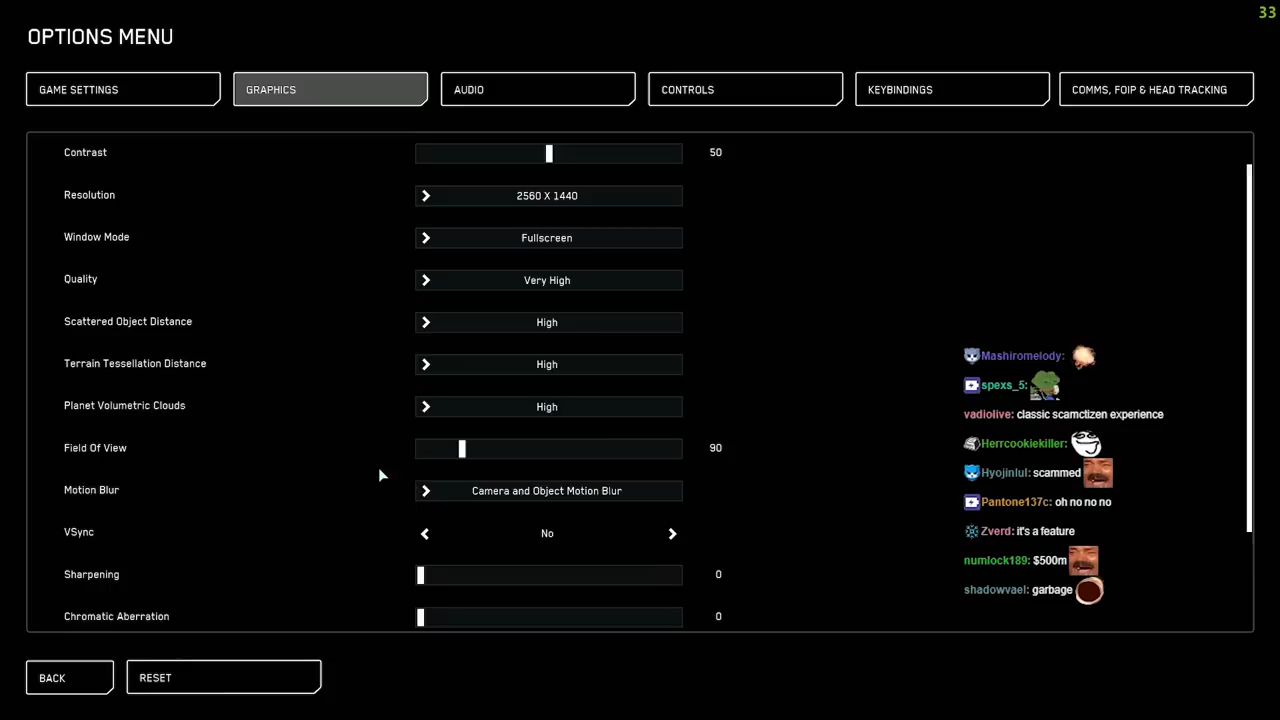 33
OPTIONS MENU
GAME SETTINGS
GRAPHICS
AUDIO
CONTROLS
KEYBINDINGS
COMMS, FOIP & HEAD TRACKING
Contrast 50
Resolution 2560 X 1440
Window Mode Fullscreen
Quality Very High
Scattered Object Distance High
Terrain Tessellation Distance High
Planet Volumetric Clouds High
Field Of View 90
Motion Blur Camera and Object Motion Blur
VSync No
Sharpening 0
Chromatic Aberration 0
Mashiromelody:
spexs_5:
vadiolive: classic scamctizen experience
Herrcookiekiller:
Hyojinlul: scammed
Pantone137c: oh no no no
Zverd: it's a feature
numlock189: $500m
shadowvael: garbage
BACK
RESET